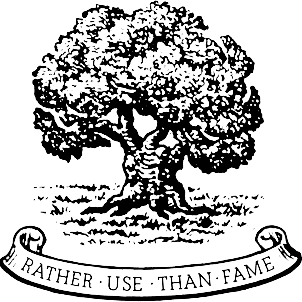 RATHER · USE · THAN · FAME